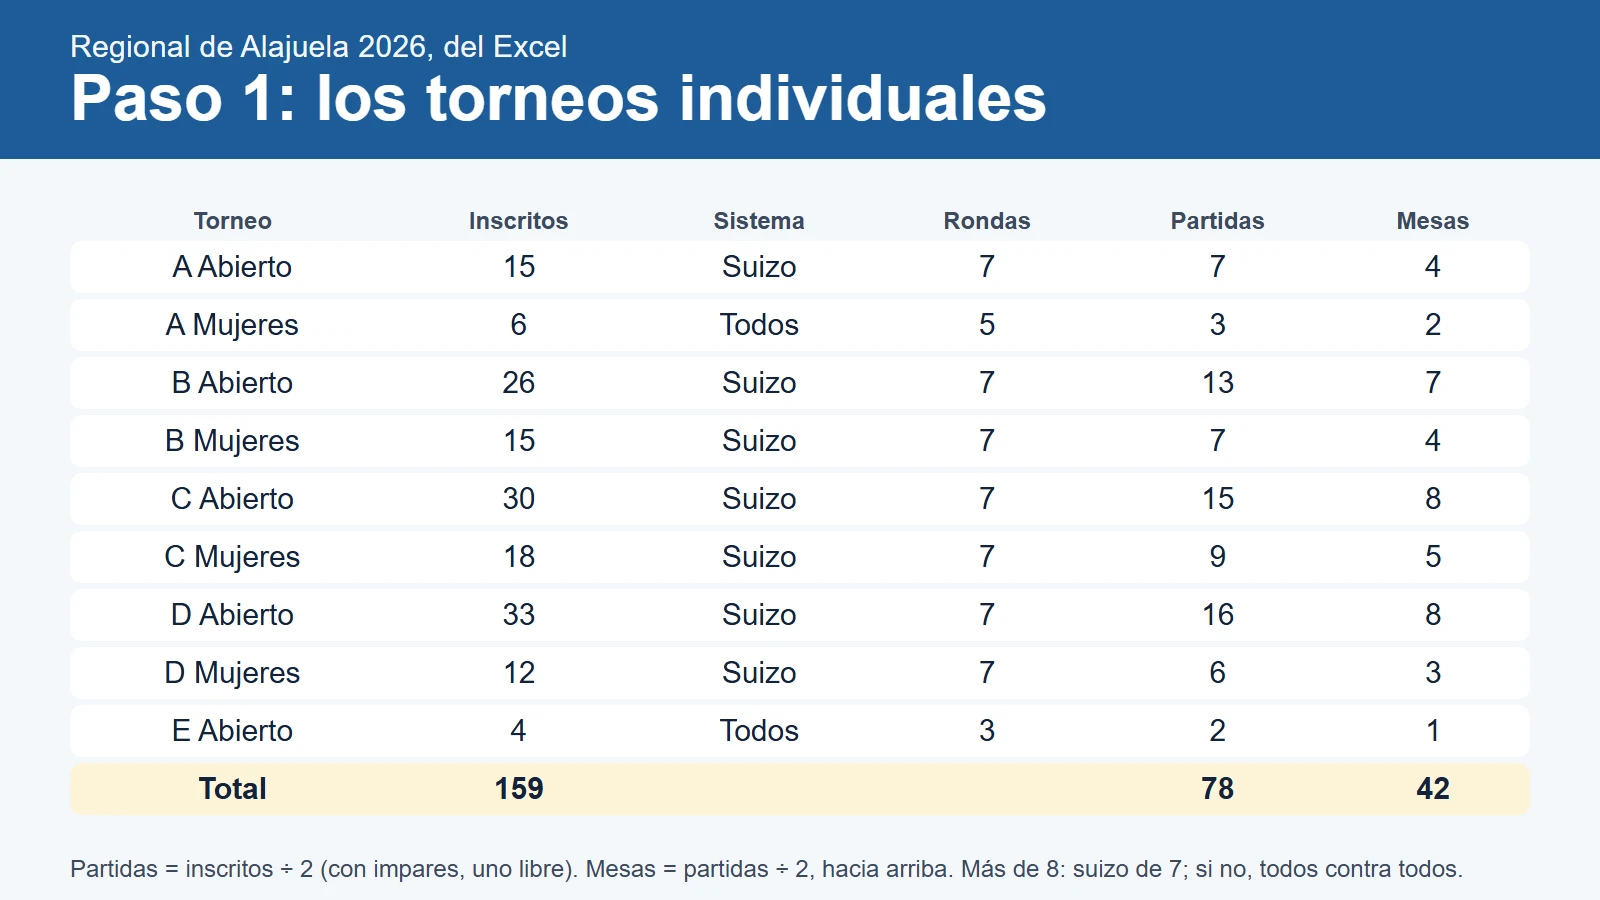 Regional de Alajuela 2026, del Excel
Paso 1: los torneos individuales
Torneo Inscritos Sistema Rondas Partidas Mesas
A Abierto 15 Suizo 7 7 4
A Mujeres 6 Todos 5 3 2
B Abierto 26 Suizo 7 13 7
B Mujeres 15 Suizo 7 7 4
C Abierto 30 Suizo 7 15 8
C Mujeres 18 Suizo 7 9 5
D Abierto 33 Suizo 7 16 8
D Mujeres 12 Suizo 7 6 3
E Abierto 4 Todos 3 2 1
Total 159 78 42
Partidas = inscritos ÷ 2 (con impares, uno libre). Mesas = partidas ÷ 2, hacia arriba. Más de 8: suizo de 7; si no, todos contra todos.